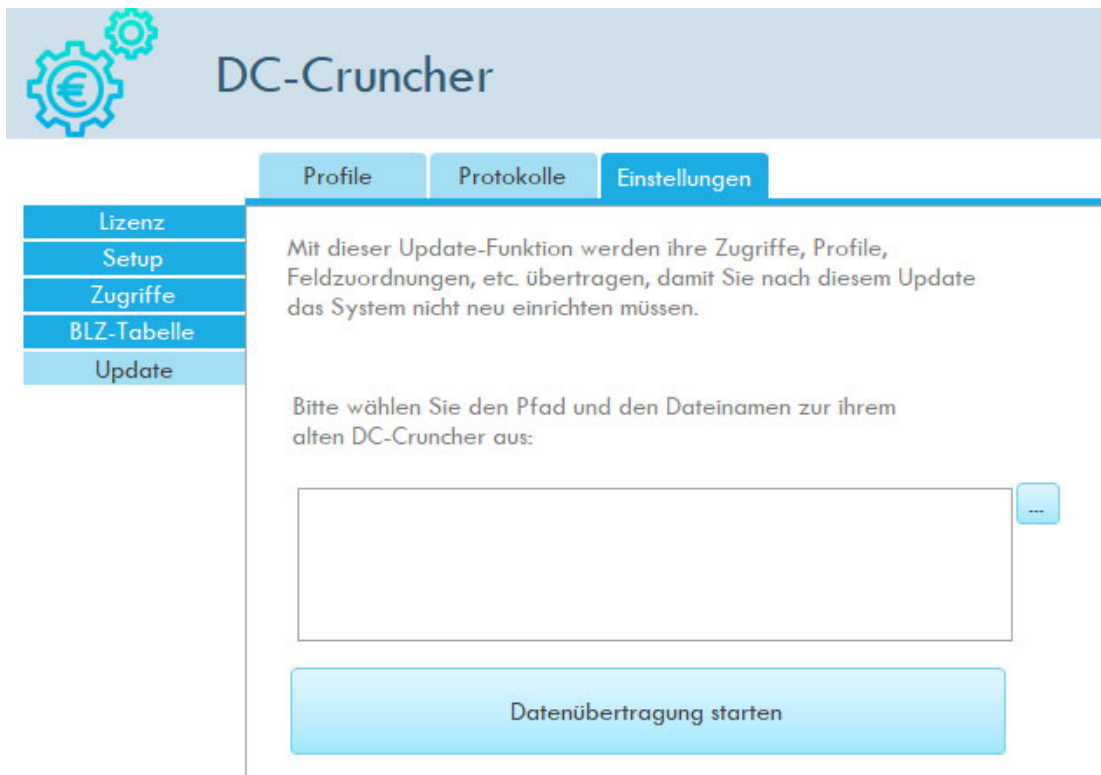 €
DC-Cruncher
Profile
Protokolle
Einstellungen
Lizenz
Setup
Zugriffe
BLZ-Tabelle
Update
Mit dieser Update-Funktion werden ihre Zugriffe, Profile,
Feldzuordnungen, etc. übertragen, damit Sie nach diesem Update
das System nicht neu einrichten müssen.
Bitte wählen Sie den Pfad und den Dateinamen zur ihrem
alten DC-Cruncher aus:
...
Datenübertragung starten